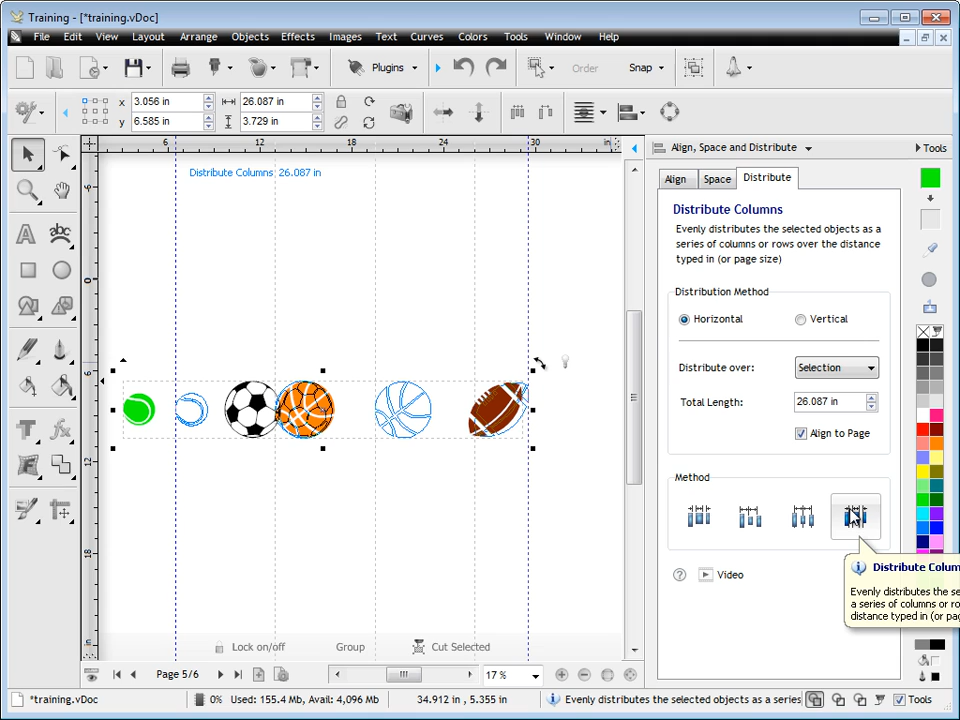 Training - [*training.vDoc]
File Edit View Layout Arrange Objects Effects Images Text Curves Colors Tools Window Help
Plugins Order Snap
x 3.056 in 26.087 in
y 6.585 in 3.729 in
6 12 18 24 30 in
Align, Space and Distribute Tools
Distribute Columns: 26.087 in
Align Space Distribute
Distribute Columns
Evenly distributes the selected objects as a
series of columns or rows over the distance
typed in (or page size)
Distribution Method
Horizontal Vertical
Distribute over: Selection
Total Length: 26.087 in
Align to Page
Method
Video
Distribute Colum
Evenly distributes the se
a series of columns or ro
distance typed in (or pag
-6
0
6
12
18
Lock on/off Group Cut Selected
Page 5/6 17 %
*training.vDoc 0% Used: 155.4 Mb, Avail: 4,096 Mb 34.912 in , 5.355 in Evenly distributes the selected objects as a series Tools